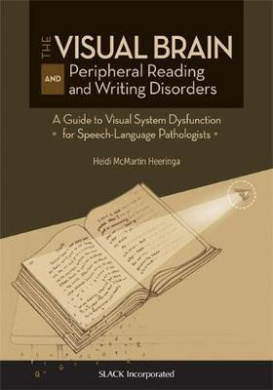 THE
VISUAL BRAIN
AND Peripheral Reading
and Writing Disorders
A Guide to Visual System Dysfunction
• for Speech-Language Pathologists •
Heidi McMartin Heeringa
SLACK Incorporated